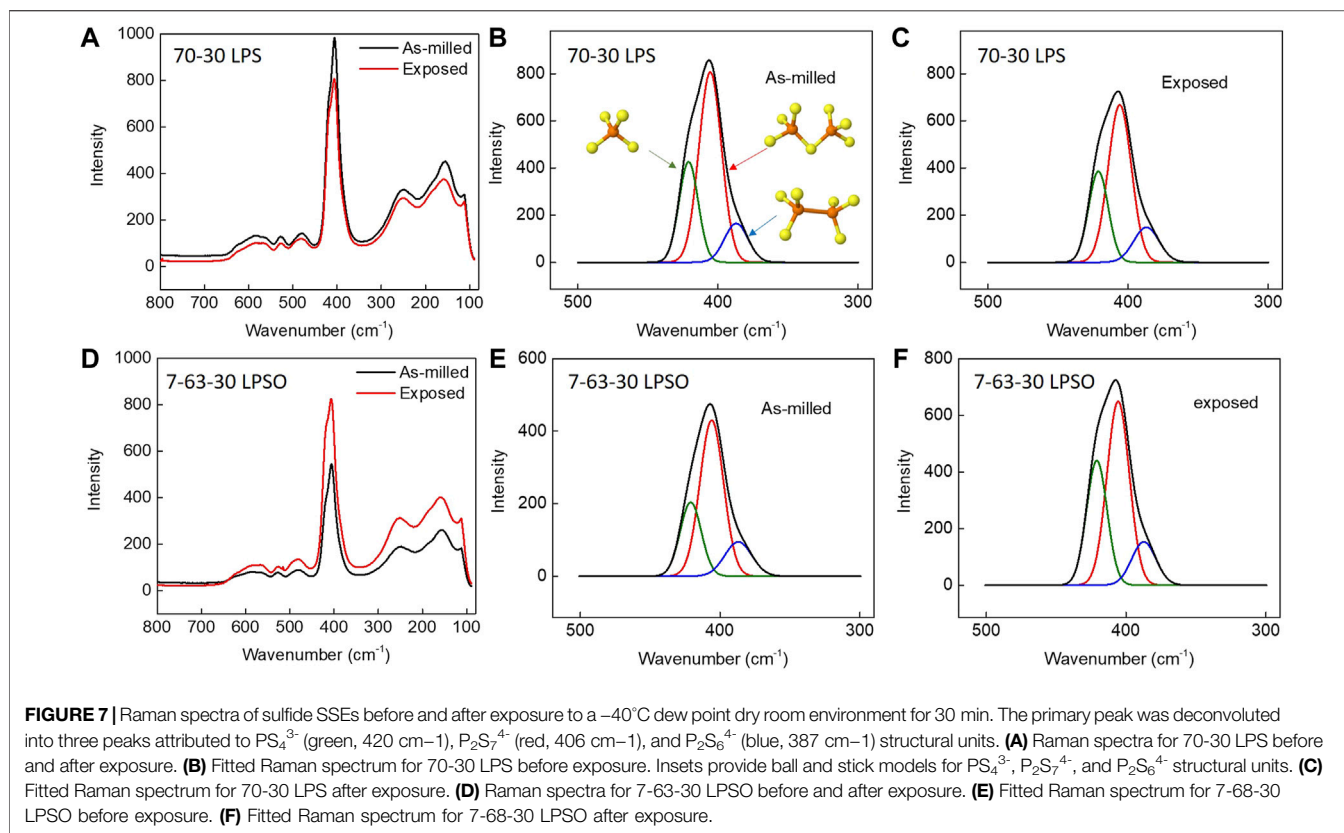 A
70-30 LPS
As-milled
Exposed
1000
800
600
400
200
0
Intensity
800 700 600 500 400 300 200 100
Wavenumber (cm-1)
B
70-30 LPS
As-milled
800
600
400
200
0
Intensity
500 400 300
Wavenumber (cm-1)
C
70-30 LPS
Exposed
800
600
400
200
0
Intensity
500 400 300
Wavenumber (cm-1)
D
7-63-30 LPSO
As-milled
Exposed
1000
800
600
400
200
0
Intensity
800 700 600 500 400 300 200 100
Wavenumber (cm-1)
E
7-63-30 LPSO
As-milled
600
400
200
0
Intensity
500 400 300
Wavenumber (cm-1)
F
7-63-30 LPSO
exposed
800
600
400
200
0
Intensity
500 400 300
Wavenumber (cm-1)
FIGURE 7 | Raman spectra of sulfide SSEs before and after exposure to a –40°C dew point dry room environment for 30 min. The primary peak was deconvoluted
into three peaks attributed to PS4 3- (green, 420 cm−1), P2S7 4- (red, 406 cm−1), and P2S6 4- (blue, 387 cm−1) structural units. (A) Raman spectra for 70-30 LPS before
and after exposure. (B) Fitted Raman spectrum for 70-30 LPS before exposure. Insets provide ball and stick models for PS4 3-, P2S7 4-, and P2S6 4- structural units. (C)
Fitted Raman spectrum for 70-30 LPS after exposure. (D) Raman spectra for 7-63-30 LPSO before and after exposure. (E) Fitted Raman spectrum for 7-68-30
LPSO before exposure. (F) Fitted Raman spectrum for 7-68-30 LPSO after exposure.